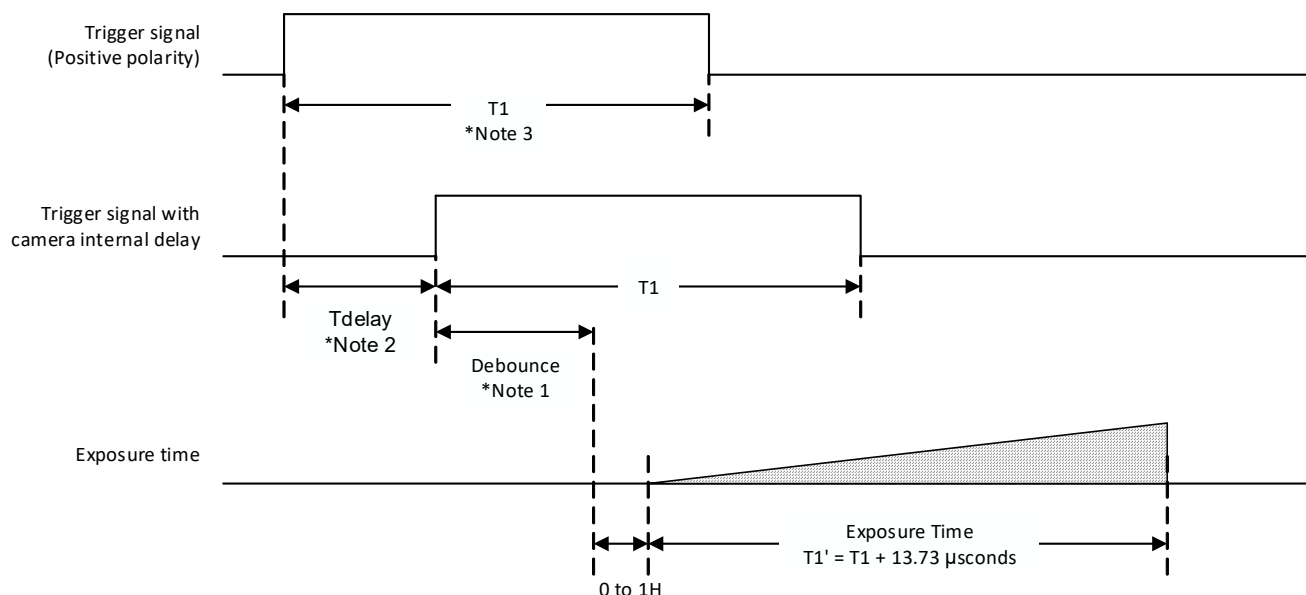 Trigger signal
(Positive polarity)
T1
*Note 3
Trigger signal with
camera internal delay
T1
Tdelay
*Note 2
Debounce
*Note 1
Exposure time
Exposure Time
T1' = T1 + 13.73 µsconds
0 to 1H